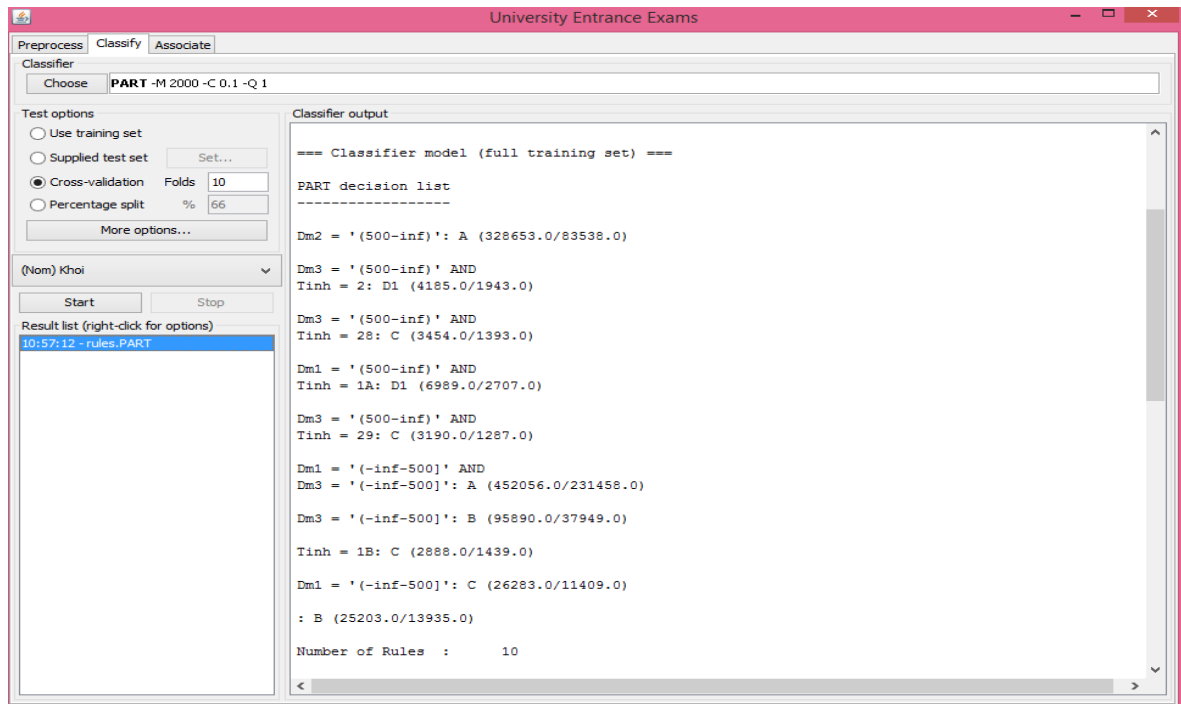 University Entrance Exams
Preprocess Classify Associate
Classifier
Choose PART -M 2000 -C 0.1 -Q 1
Test options
Use training set
Supplied test set Set...
Cross-validation Folds 10
Percentage split % 66
More options...
(Nom) Khoi
Start Stop
Result list (right-click for options)
10:57:12 - rules.PART
Classifier output
=== Classifier model (full training set) ===
PART decision list
------------------
Dm2 = '(500-inf)': A (328653.0/83538.0)
Dm3 = '(500-inf)' AND
Tinh = 2: D1 (4185.0/1943.0)
Dm3 = '(500-inf)' AND
Tinh = 28: C (3454.0/1393.0)
Dm1 = '(500-inf)' AND
Tinh = 1A: D1 (6989.0/2707.0)
Dm3 = '(500-inf)' AND
Tinh = 29: C (3190.0/1287.0)
Dm1 = '(-inf-500]' AND
Dm3 = '(-inf-500]': A (452056.0/231458.0)
Dm3 = '(-inf-500]': B (95890.0/37949.0)
Tinh = 1B: C (2888.0/1439.0)
Dm1 = '(-inf-500]': C (26283.0/11409.0)
: B (25203.0/13935.0)
Number of Rules : 10